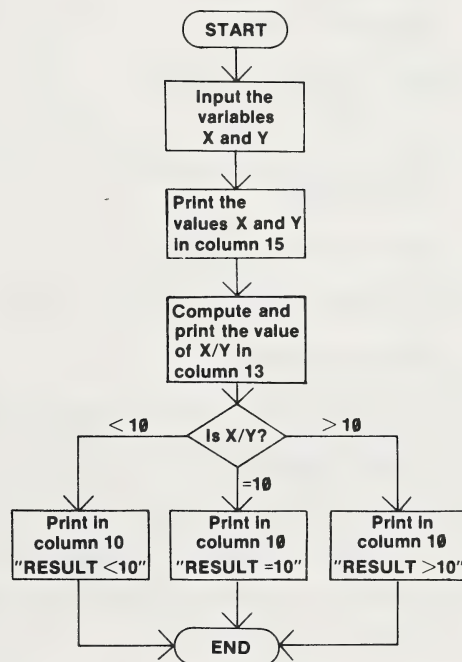 START
Input the
variables
X and Y
Print the
values X and Y
in column 15
Compute and
print the value
of X/Y in
column 13
< 10
Is X/Y?
> 10
=10
Print in
column 10
"RESULT <10"
Print in
column 10
"RESULT =10"
Print in
column 10
"RESULT >10"
END